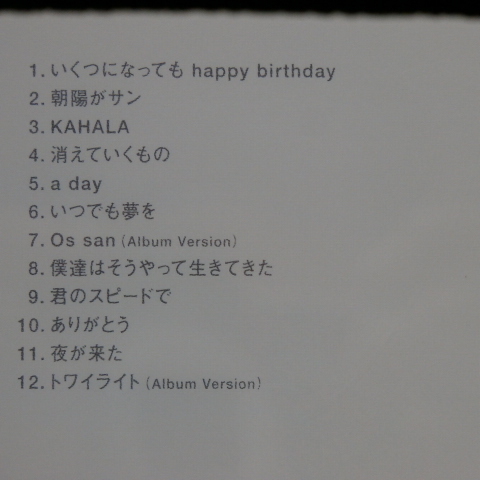 1. いくつになっても happy birthday
2. 朝陽がサン
3. KAHALA
4. 消えていくもの
5. a day
6. いつでも夢を
7. Os san (Album Version)
8. 僕達はそうやって生きてきた
9. 君のスピードで
10. ありがとう
11. 夜が来た
12. トワイライト (Album Version)